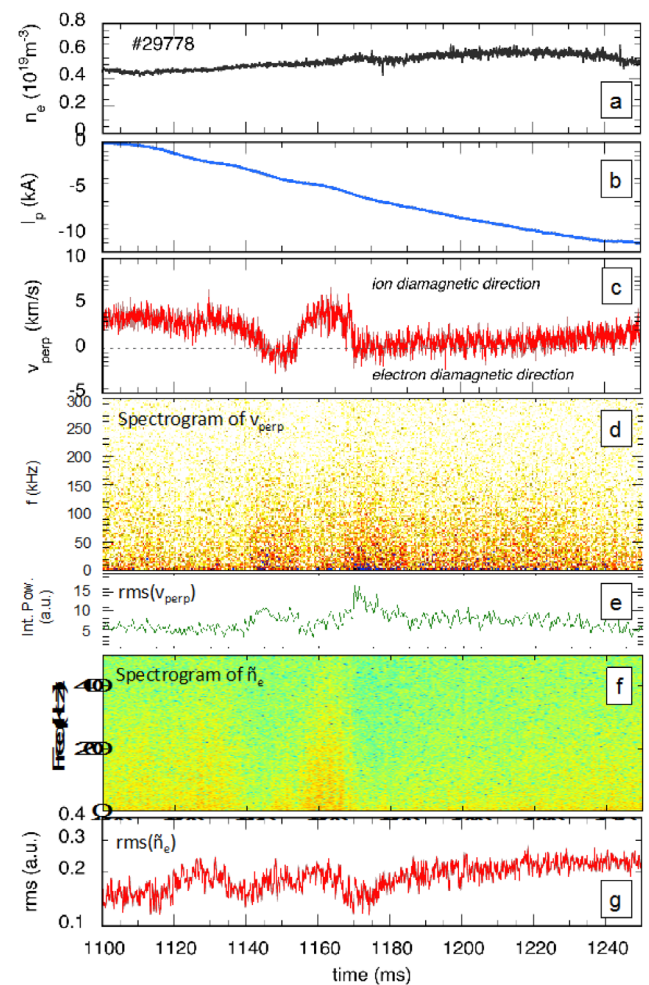 #29778
n_e (10^19 m^-3)
0.8
0.6
0.4
0.2
0
a
I_p (kA)
0
-5
-10
b
v_perp (km/s)
10
5
0
-5
ion diamagnetic direction
electron diamagnetic direction
c
Spectrogram of v_perp
f (kHz)
300
250
200
150
100
50
0
d
rms(v_perp)
Int. Pow.
(a.u.)
15
10
5
e
Spectrogram of ñ_e
0.4
f
rms(ñ_e)
rms (a.u.)
0.3
0.2
0.1
g
1100 1120 1140 1160 1180 1200 1220 1240
time (ms)